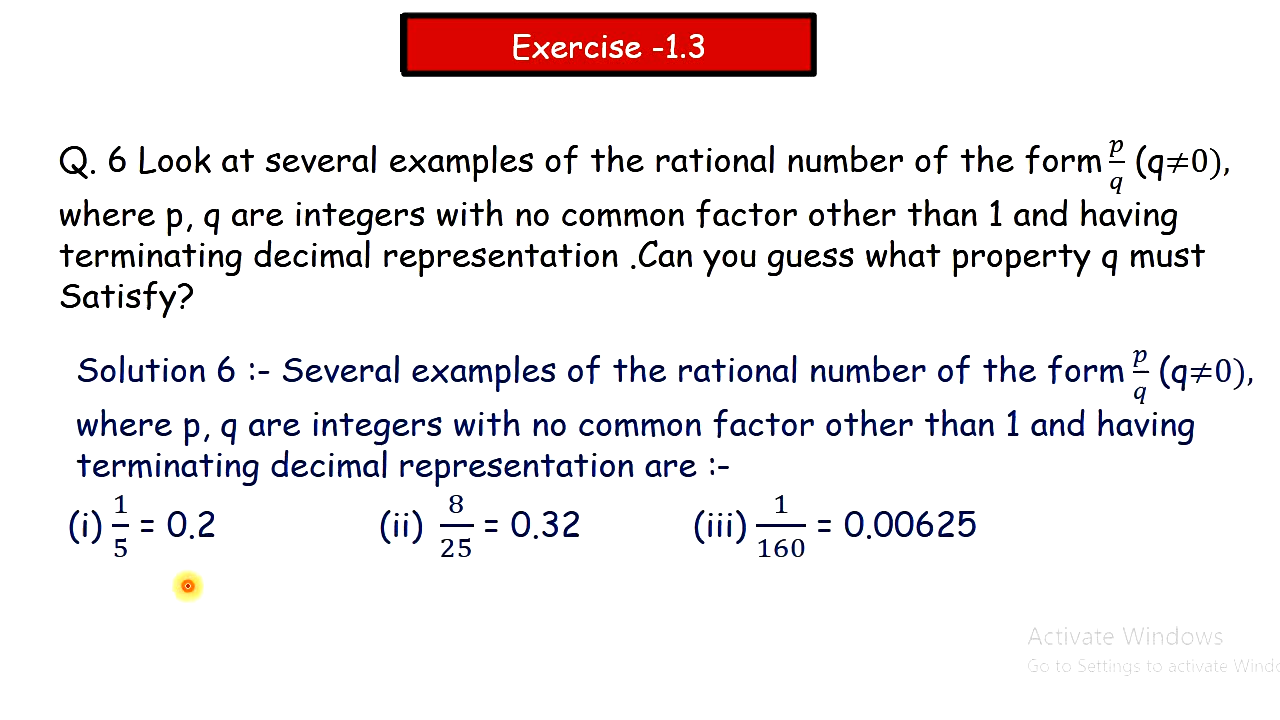 Exercise -1.3
Q. 6 Look at several examples of the rational number of the form p/q (q≠0),
where p, q are integers with no common factor other than 1 and having
terminating decimal representation .Can you guess what property q must
Satisfy?
Solution 6 :- Several examples of the rational number of the form p/q (q≠0),
where p, q are integers with no common factor other than 1 and having
terminating decimal representation are :-
(i) 1/5 = 0.2 (ii) 8/25 = 0.32 (iii) 1/160 = 0.00625
Activate Windows
Go to Settings to activate Windo